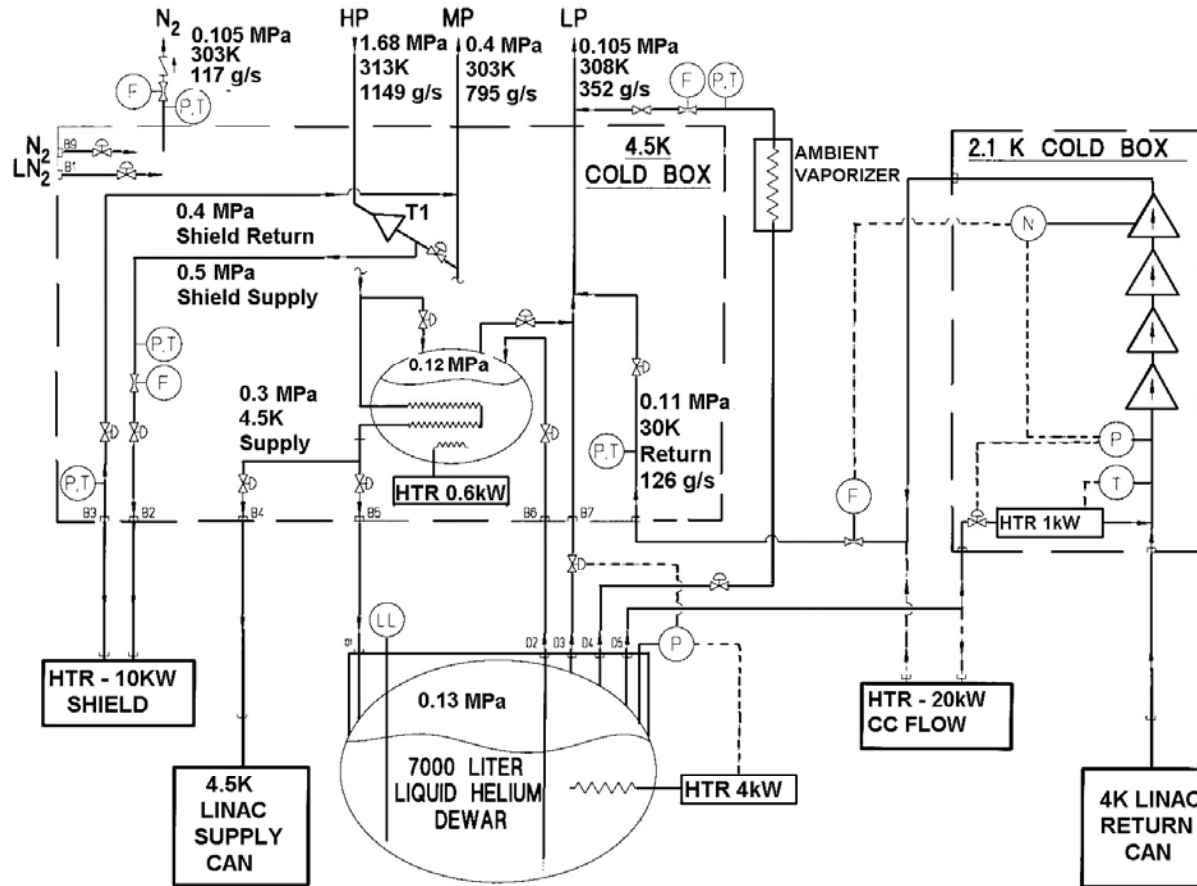 N2
0.105 MPa
303K
117 g/s
HP
1.68 MPa
313K
1149 g/s
MP
0.4 MPa
303K
795 g/s
LP
0.105 MPa
308K
352 g/s
F
P,T
F
P,T
N2
B9
LN2
B1
4.5K
COLD BOX
AMBIENT
VAPORIZER
2.1 K COLD BOX
T1
0.4 MPa
Shield Return
0.5 MPa
Shield Supply
N
P,T
F
0.12 MPa
0.3 MPa
4.5K
Supply
HTR 0.6kW
0.11 MPa
30K
Return
126 g/s
P,T
P,T
F
P
T
HTR 1kW
B3
B2
B4
B5
B6
B7
LL
D1
D2
D3
D4
D5
P
HTR - 10KW
SHIELD
0.13 MPa
7000 LITER
LIQUID HELIUM
DEWAR
HTR 4kW
HTR - 20kW
CC FLOW
4.5K
LINAC
SUPPLY
CAN
4K LINAC
RETURN
CAN